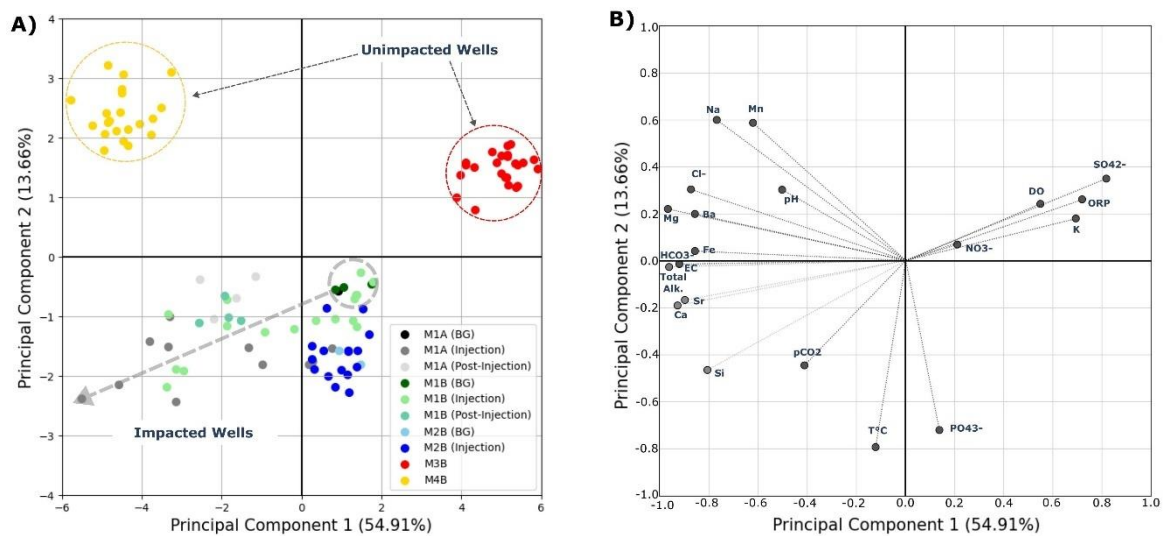 A)
Principal Component 2 (13.66%)
4
3
2
1
0
−1
−2
−3
−4
Unimpacted Wells
Impacted Wells
M1A (BG)
M1A (Injection)
M1A (Post-Injection)
M1B (BG)
M1B (Injection)
M1B (Post-Injection)
M2B (BG)
M2B (Injection)
M3B
M4B
−6 −4 −2 0 2 4 6
Principal Component 1 (54.91%)
B)
Principal Component 2 (13.66%)
1.0
0.8
0.6
0.4
0.2
0.0
-0.2
-0.4
-0.6
-0.8
-1.0
Na
Mn
Cl-
pH
SO42-
DO
Mg
Ba
ORP
K
Fe
NO3-
HCO3-
EC
Total
Alk.
Sr
Ca
pCO2
Si
T°C
PO43-
-1.0 -0.8 -0.6 -0.4 -0.2 0.0 0.2 0.4 0.6 0.8 1.0
Principal Component 1 (54.91%)